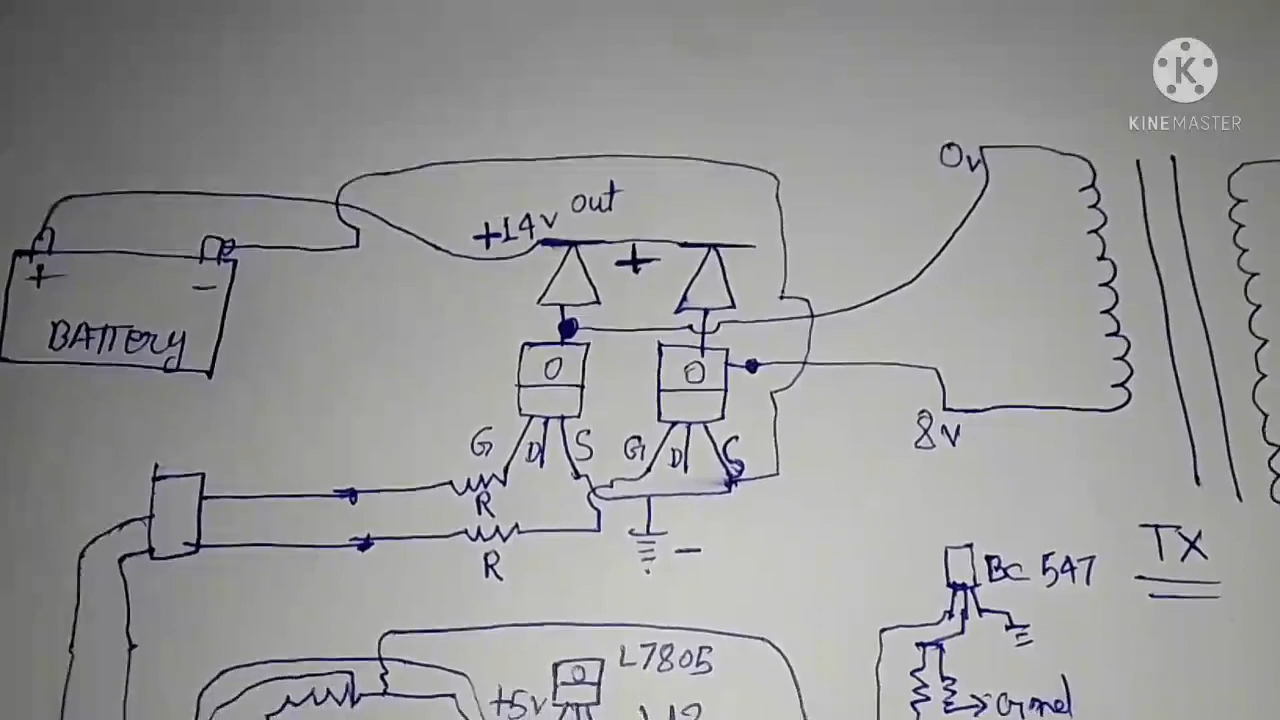 K
KINEMASTER
0v
out
+14v
+
+ -
BATTERY
O O
8v
G D S G D S
R
R
-
TX
BC 547
L7805
+5v